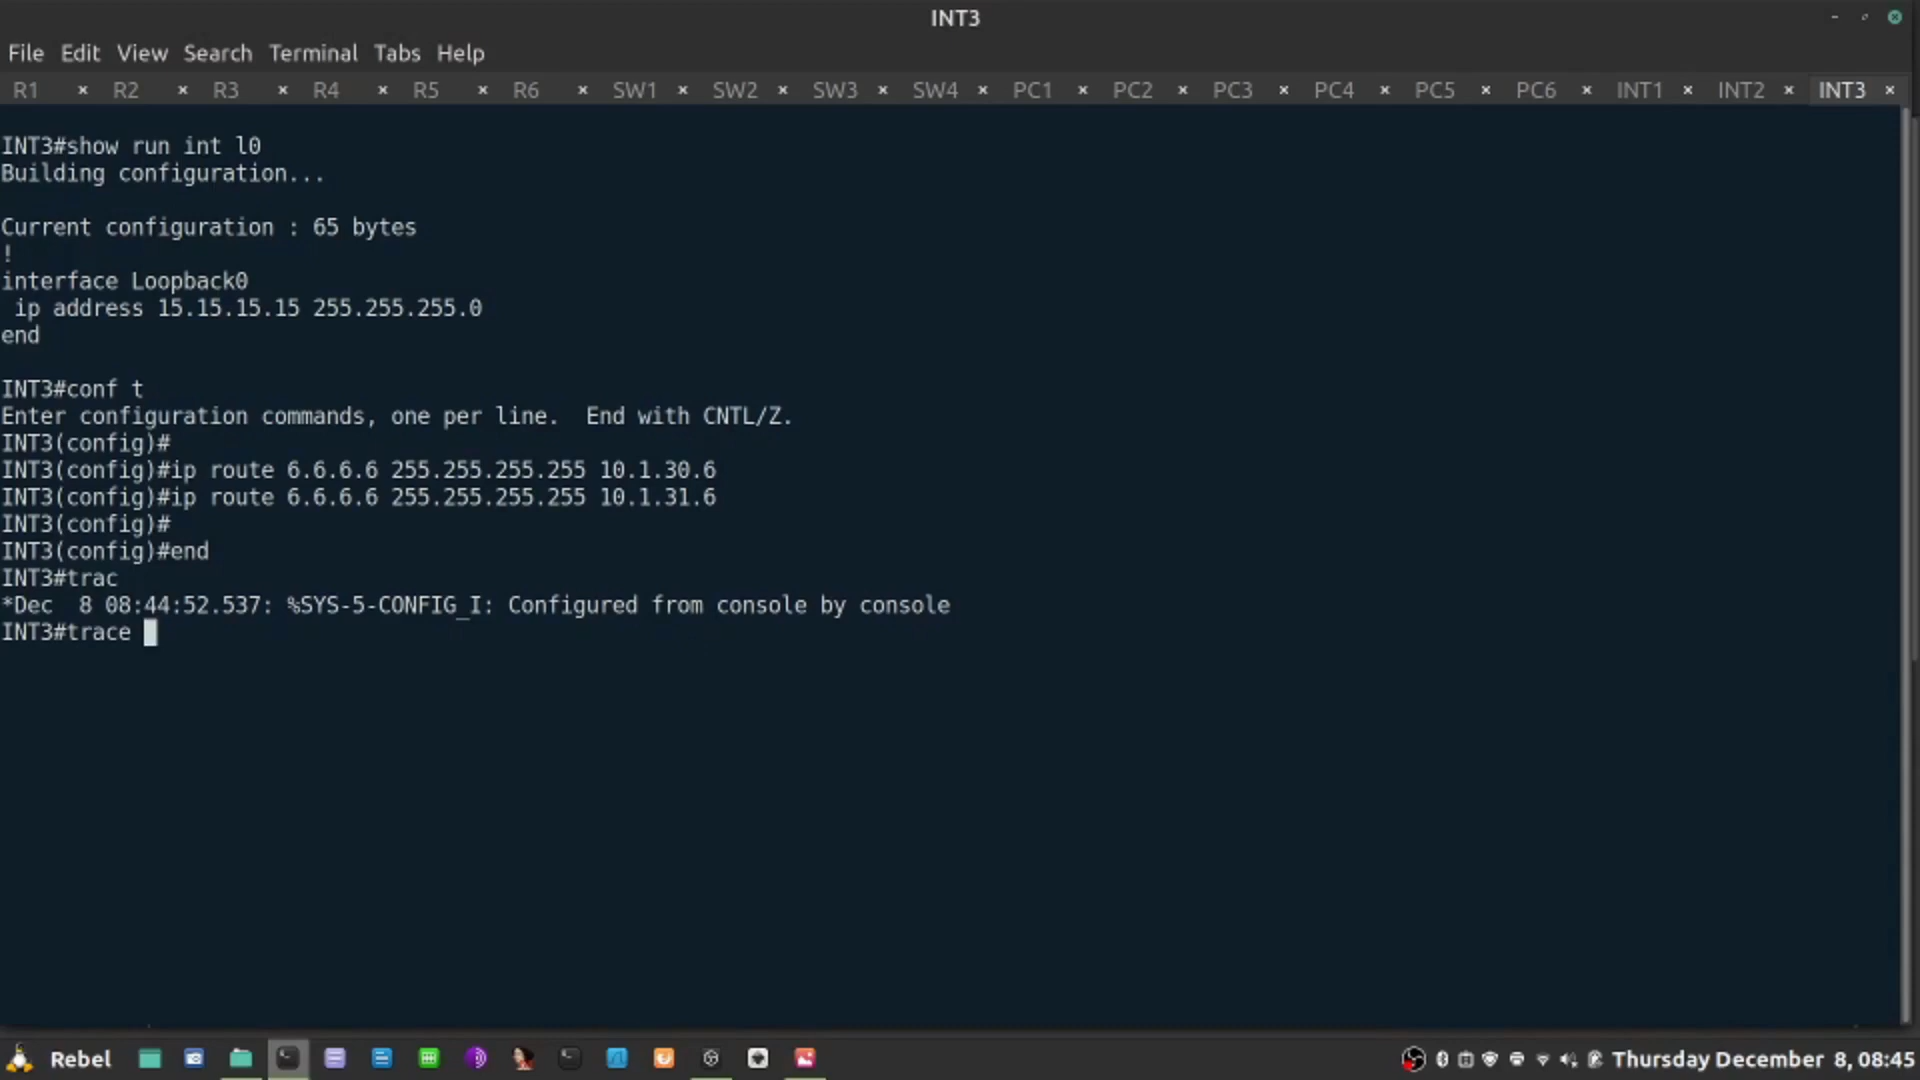 INT3
File Edit View Search Terminal Tabs Help
R1 × R2 × R3 × R4 × R5 × R6 × SW1 × SW2 × SW3 × SW4 × PC1 × PC2 × PC3 × PC4 × PC5 × PC6 × INT1 × INT2 × INT3 ×
INT3#show run int l0
Building configuration...
Current configuration : 65 bytes
!
interface Loopback0
ip address 15.15.15.15 255.255.255.0
end
INT3#conf t
Enter configuration commands, one per line.  End with CNTL/Z.
INT3(config)#
INT3(config)#ip route 6.6.6.6 255.255.255.255 10.1.30.6
INT3(config)#ip route 6.6.6.6 255.255.255.255 10.1.31.6
INT3(config)#
INT3(config)#end
INT3#trac
*Dec  8 08:44:52.537: %SYS-5-CONFIG_I: Configured from console by console
INT3#trace
Rebel
Thursday December 8, 08:45